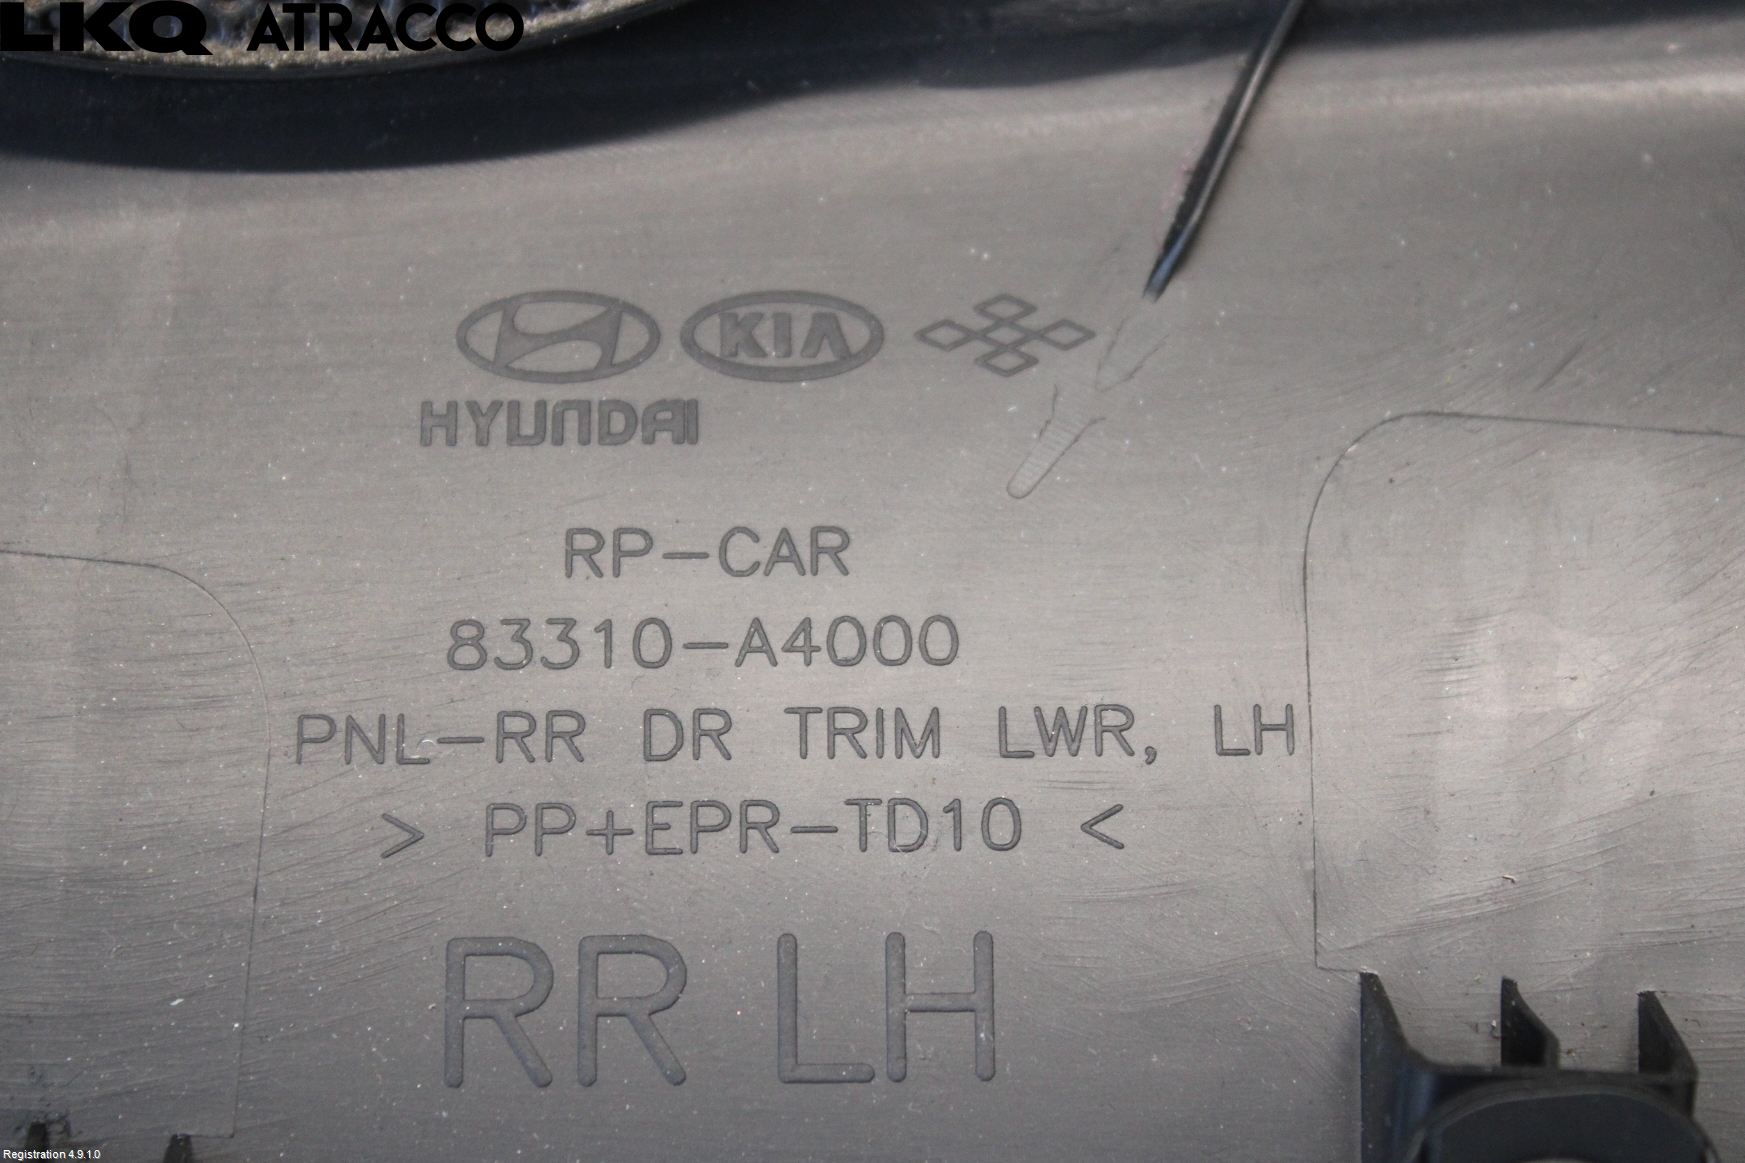 LKQ ATRACCO
KIA
HYUNDAI
RP-CAR
83310-A4000
PNL-RR DR TRIM LWR, LH
> PP+EPR-TD10 <
RR LH
Registration 4.9.1.0